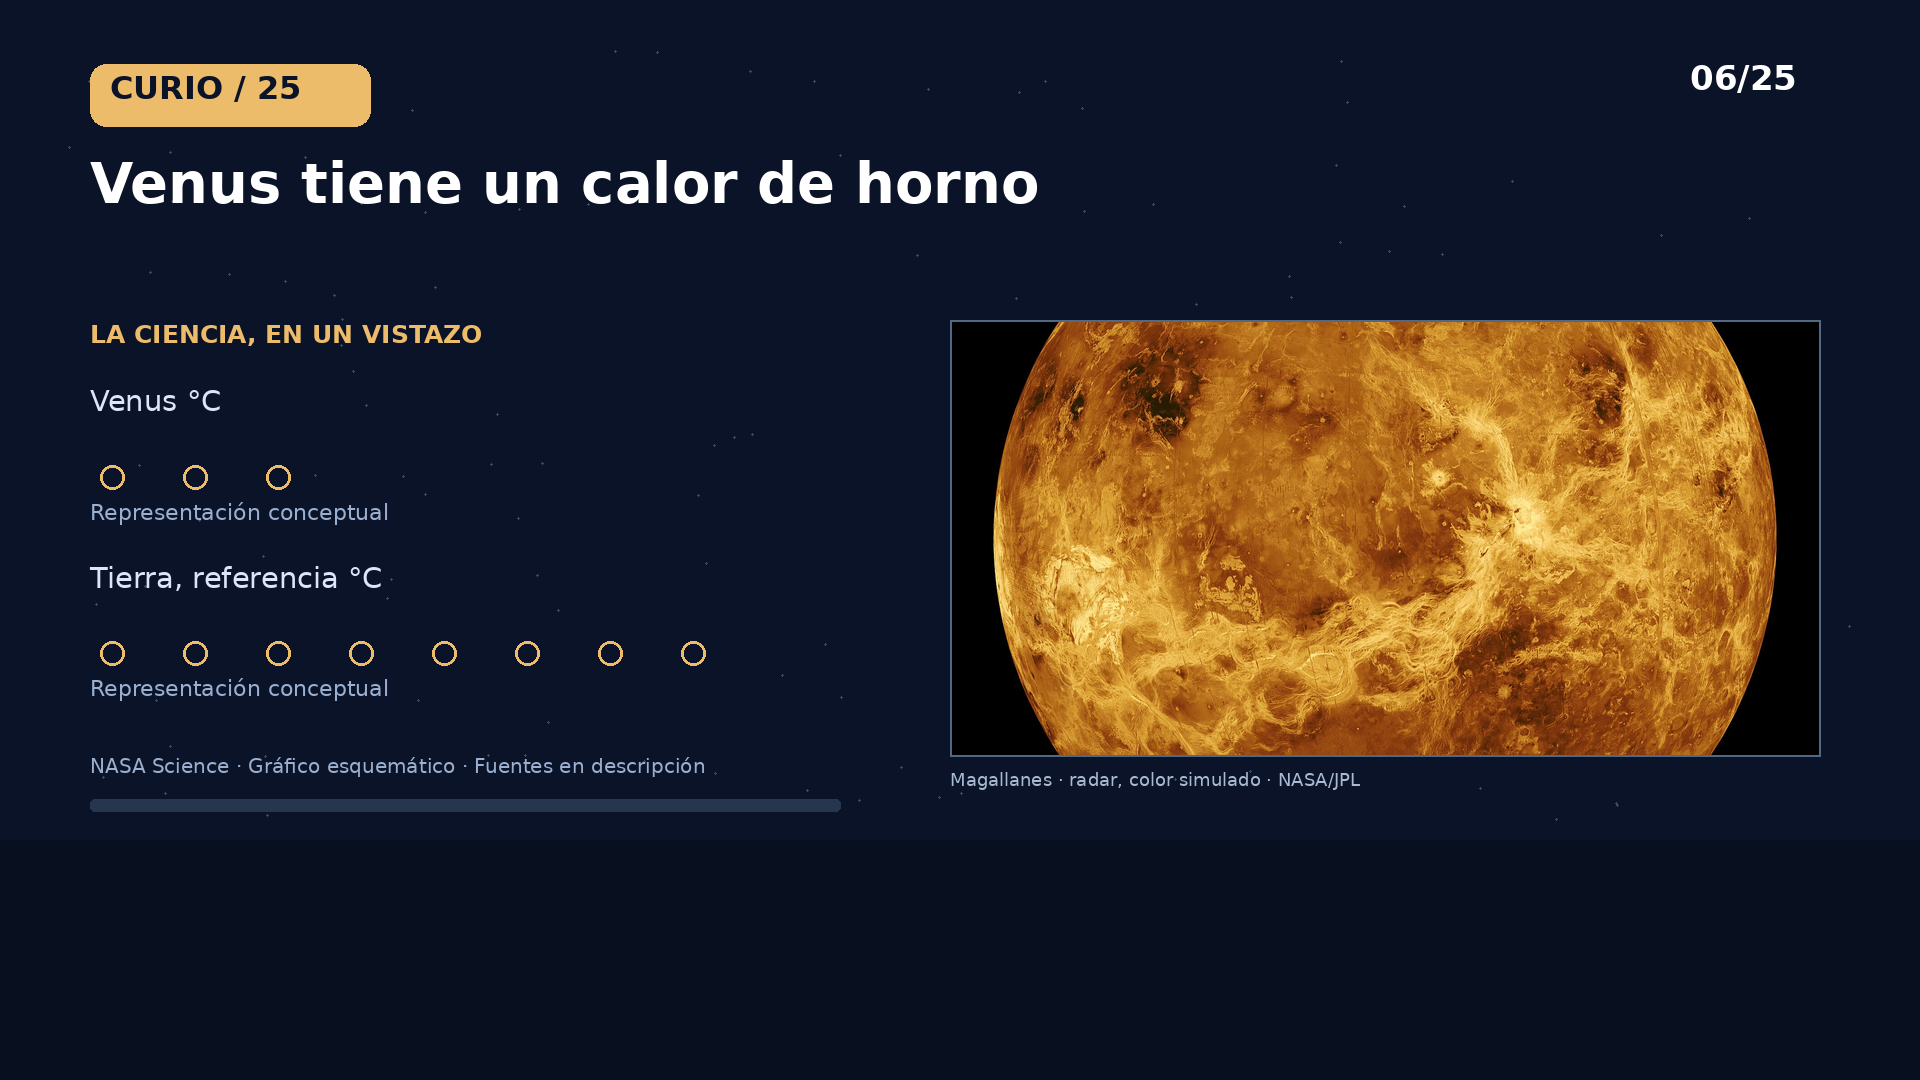 CURIO / 25
06/25
Venus tiene un calor de horno
LA CIENCIA, EN UN VISTAZO
Venus °C
Representación conceptual
Tierra, referencia °C
Representación conceptual
NASA Science · Gráfico esquemático · Fuentes en descripción
Magallanes · radar, color simulado · NASA/JPL